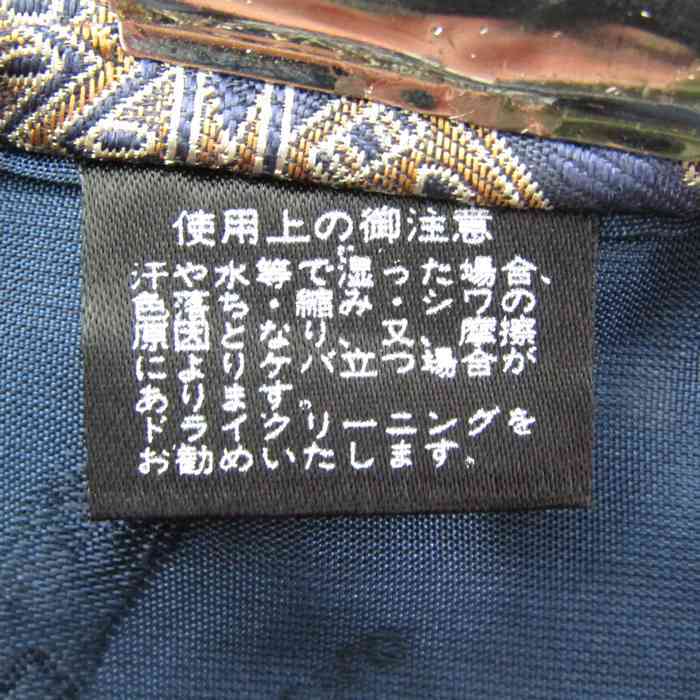 使用上の御注意
汗や水等で湿った場合、
色落ち・縮み・シワの
原因となり、又、摩擦
によりケバ立つ場合が
あります。
ドライクリーニングを
お勧めいたします。